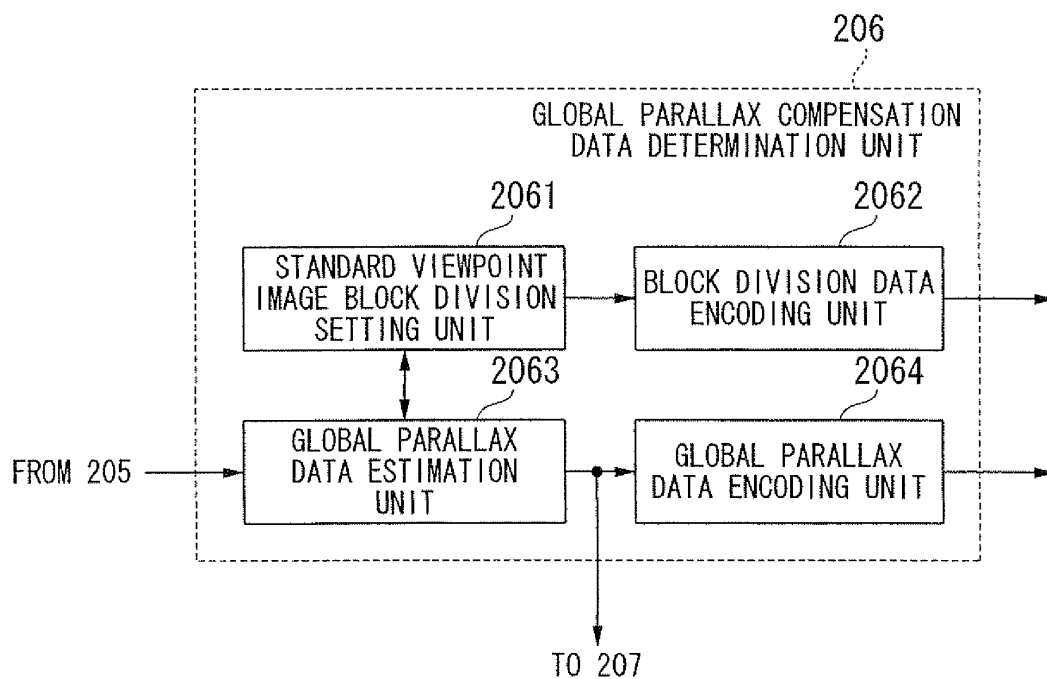 206
GLOBAL PARALLAX COMPENSATION
DATA DETERMINATION UNIT
2061
2062
STANDARD VIEWPOINT
IMAGE BLOCK DIVISION
SETTING UNIT
BLOCK DIVISION DATA
ENCODING UNIT
2063
2064
FROM 205
GLOBAL PARALLAX
DATA ESTIMATION
UNIT
GLOBAL PARALLAX
DATA ENCODING UNIT
TO 207